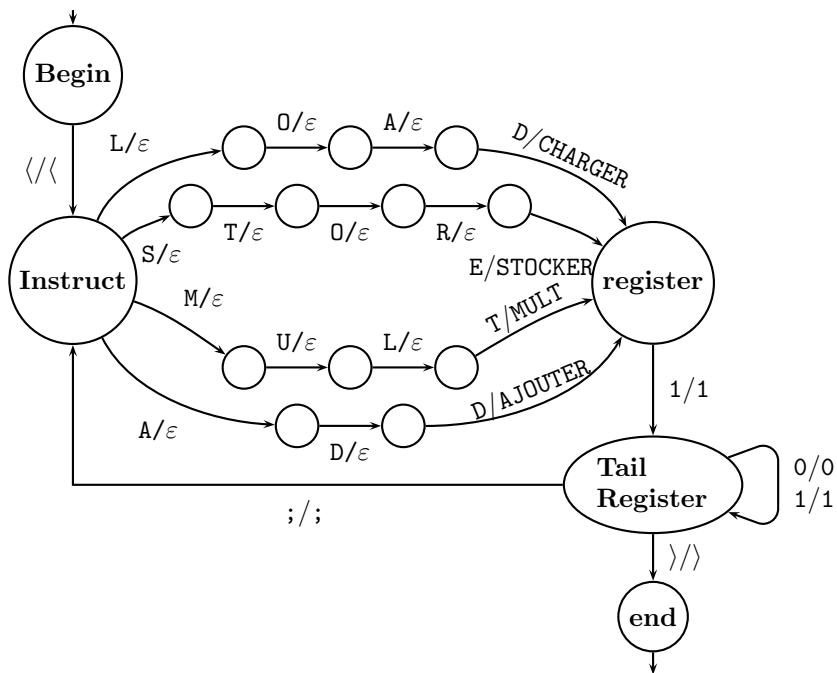 Begin
⟨/⟨
L/ε
O/ε
A/ε
D/CHARGER
S/ε
T/ε
O/ε
R/ε
E/STOCKER
Instruct
register
M/ε
U/ε
L/ε
T/MULT
A/ε
D/ε
D/AJOUTER
1/1
Tail
Register
0/0
1/1
;/;
⟩/⟩
end